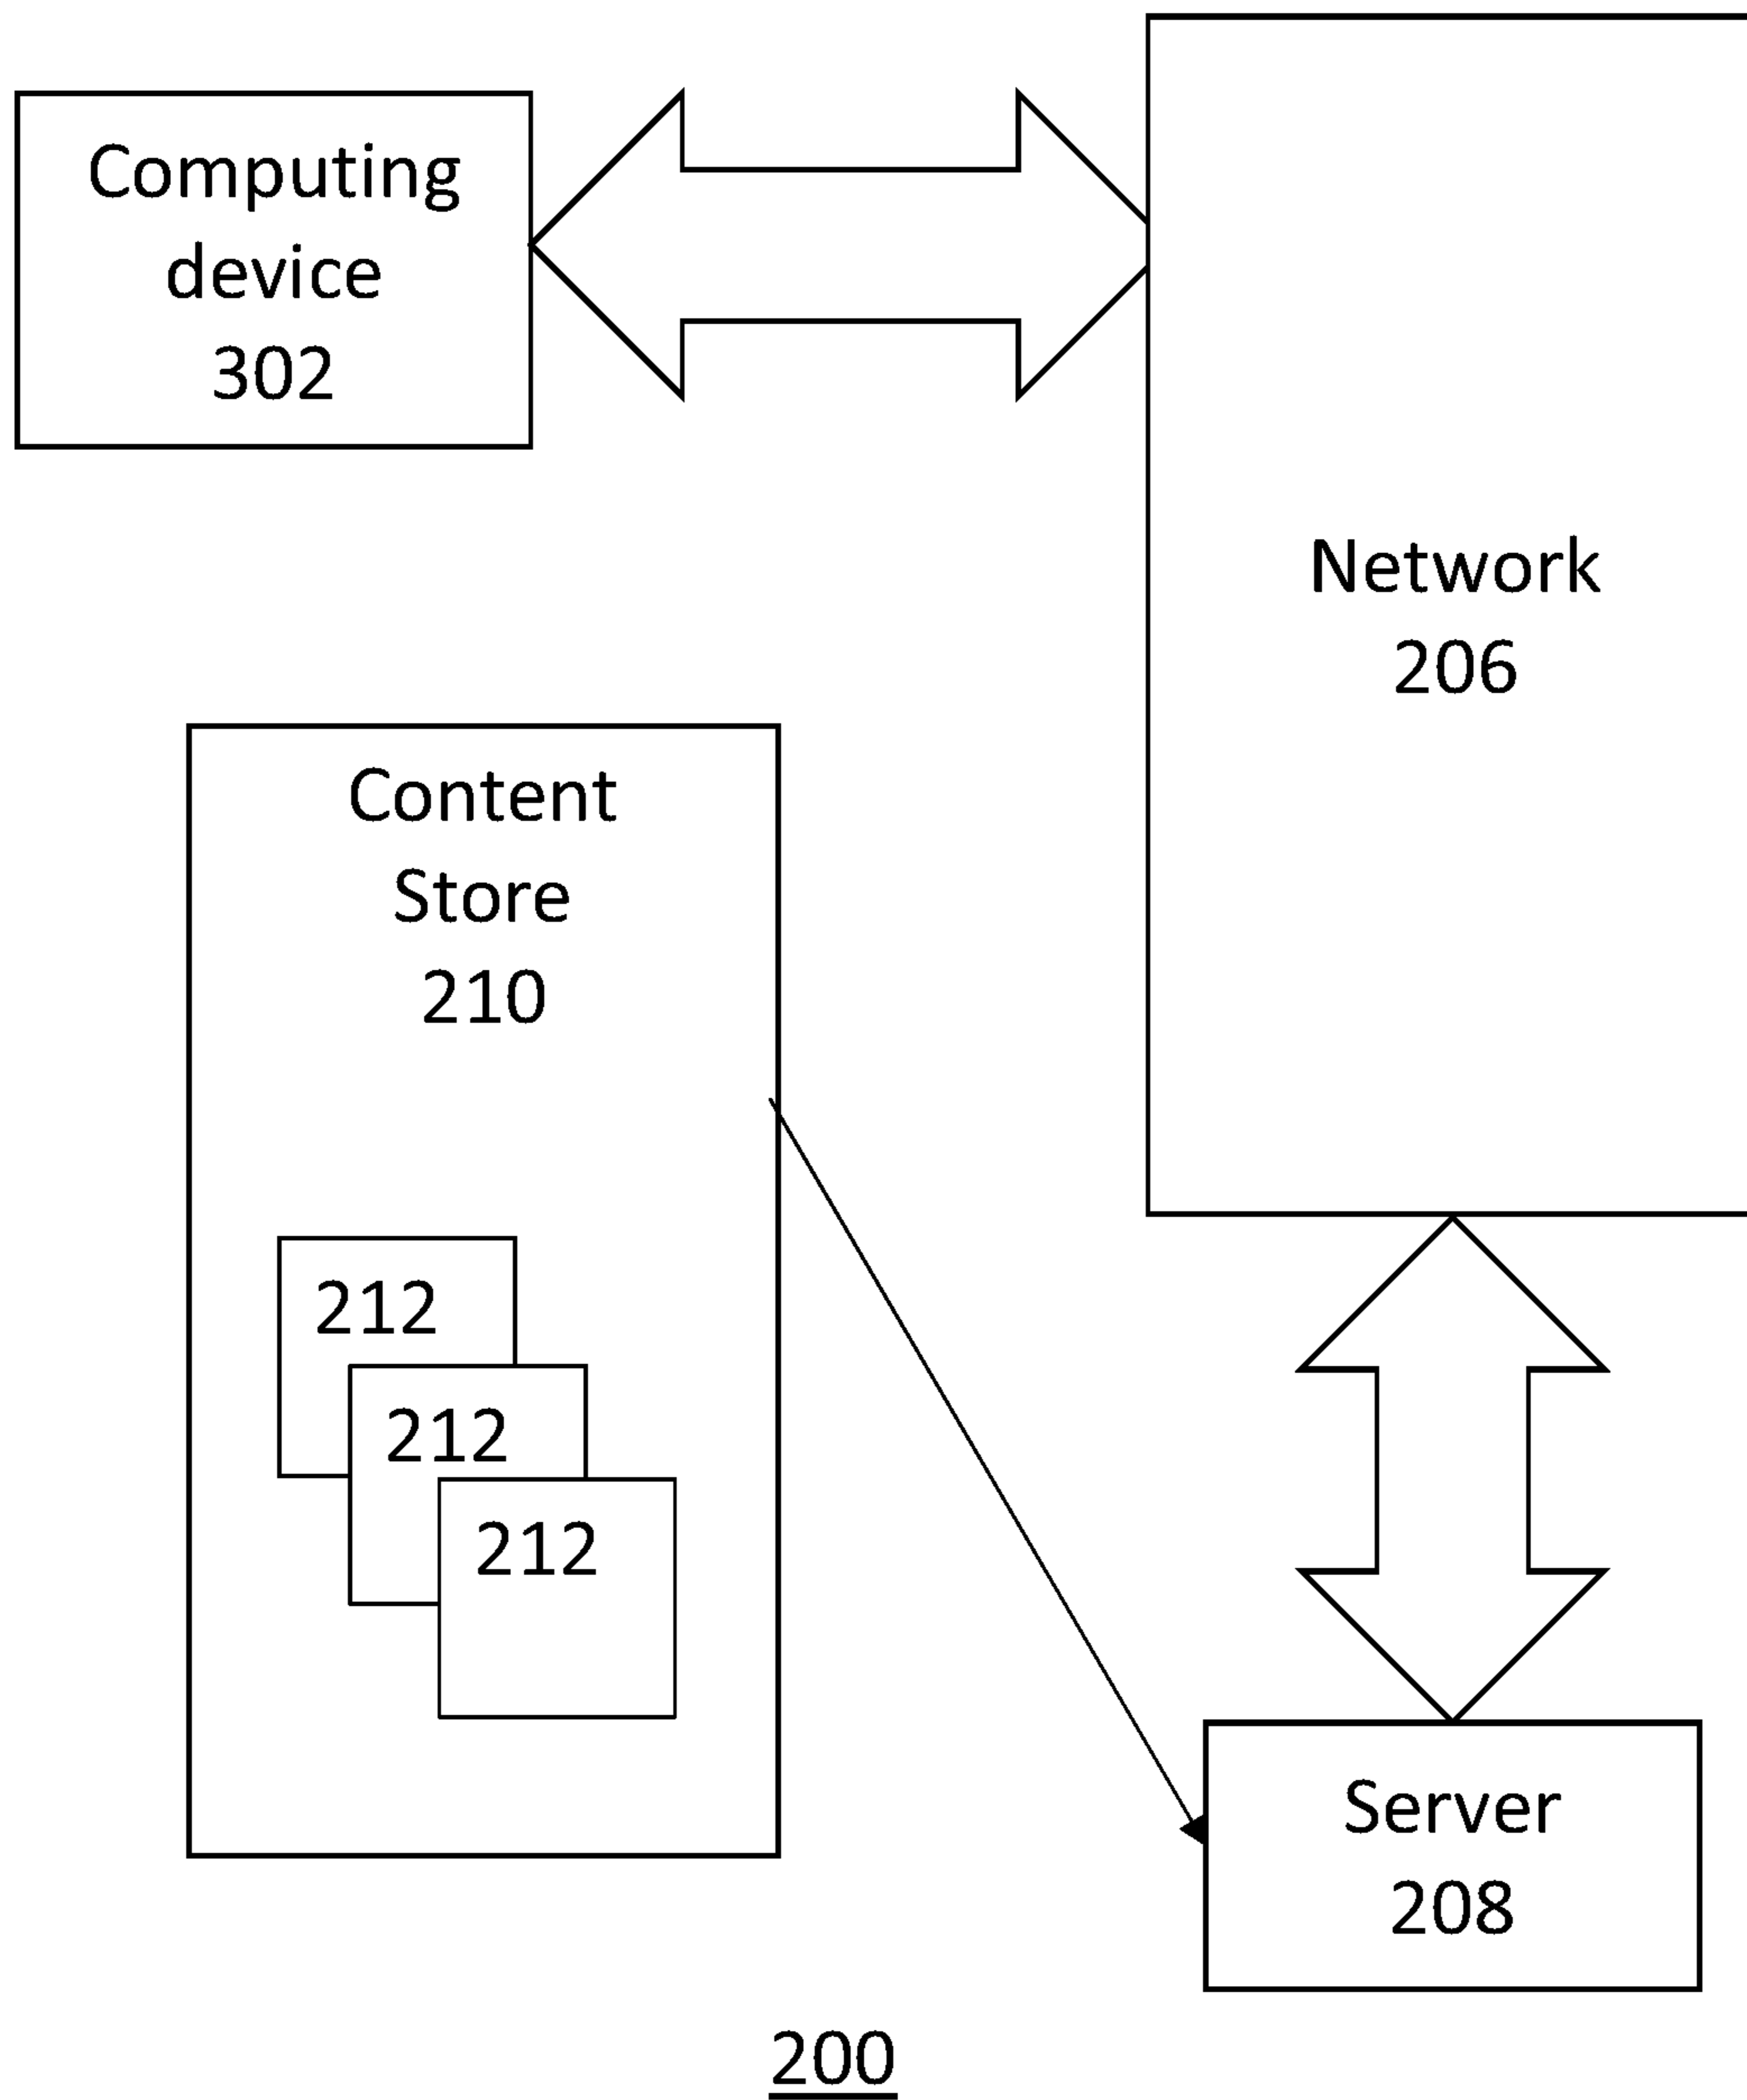 Computing
device
302
Network
206
Content
Store
210
212
212
212
Server
208
200